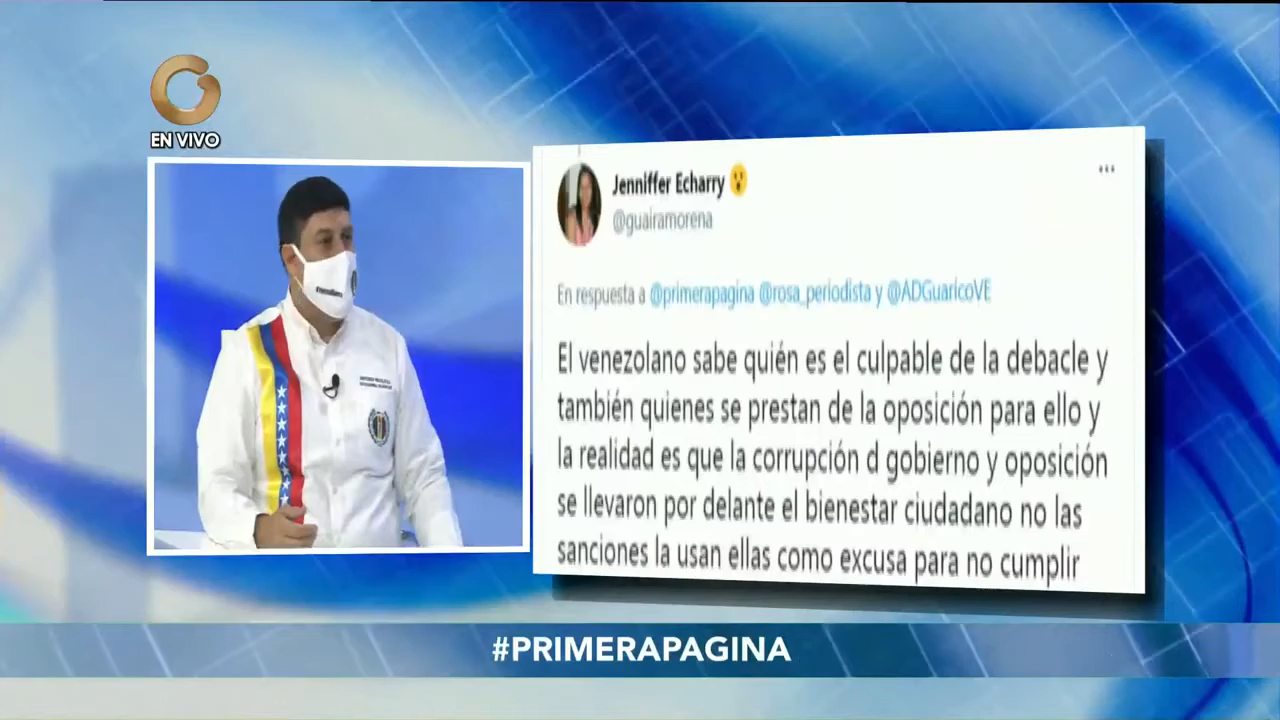 EN VIVO
Jenniffer Echarry
@guairamorena
En respuesta a @primerapagina @rosa_periodista y @ADGuaricoVE
El venezolano sabe quién es el culpable de la debacle y
también quienes se prestan de la oposición para ello y
la realidad es que la corrupción d gobierno y oposición
se llevaron por delante el bienestar ciudadano no las
sanciones la usan ellas como excusa para no cumplir
#PRIMERAPAGINA